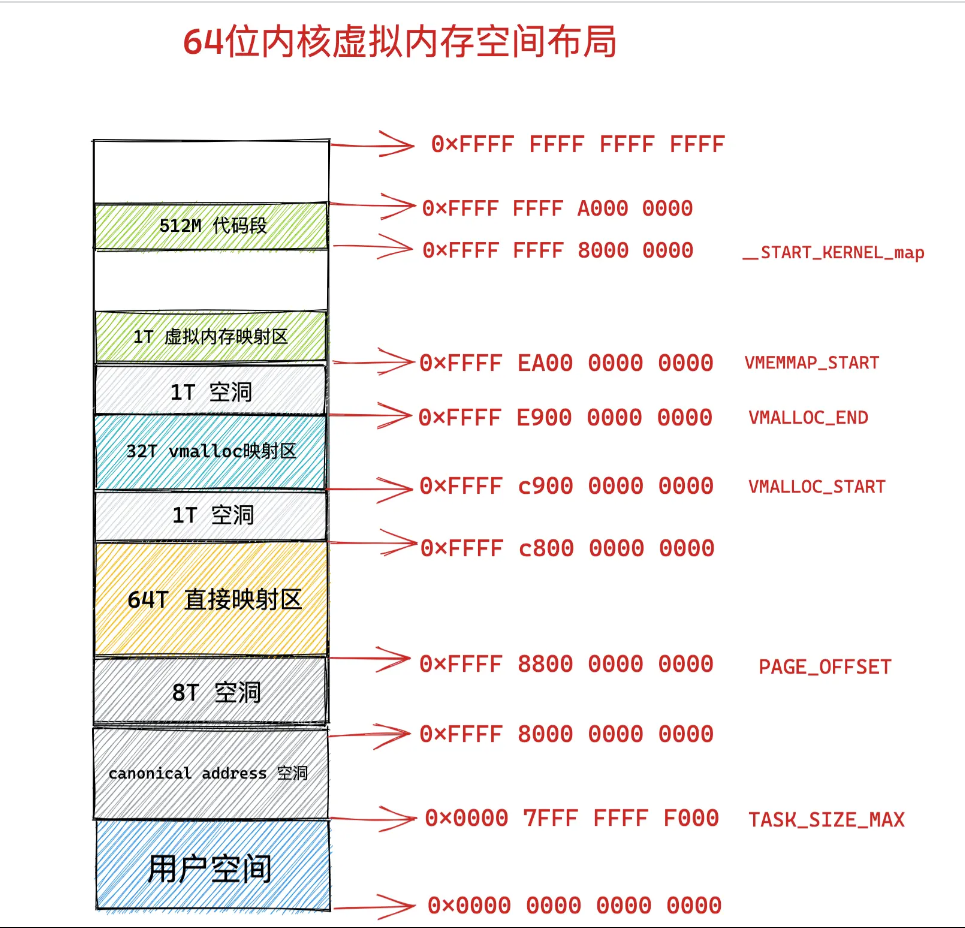 64位内核虚拟内存空间布局
0×FFFF FFFF FFFF FFFF
0×FFFF FFFF A000 0000
512M 代码段
0×FFFF FFFF 8000 0000 __START_KERNEL_map
1T 虚拟内存映射区
0×FFFF EA00 0000 0000 VMEMMAP_START
1T 空洞
0×FFFF E900 0000 0000 VMALLOC_END
32T vmalloc映射区
0×FFFF c900 0000 0000 VMALLOC_START
1T 空洞
0×FFFF c800 0000 0000
64T 直接映射区
0×FFFF 8800 0000 0000 PAGE_OFFSET
8T 空洞
0×FFFF 8000 0000 0000
canonical address 空洞
0×0000 7FFF FFFF F000 TASK_SIZE_MAX
用户空间
0×0000 0000 0000 0000